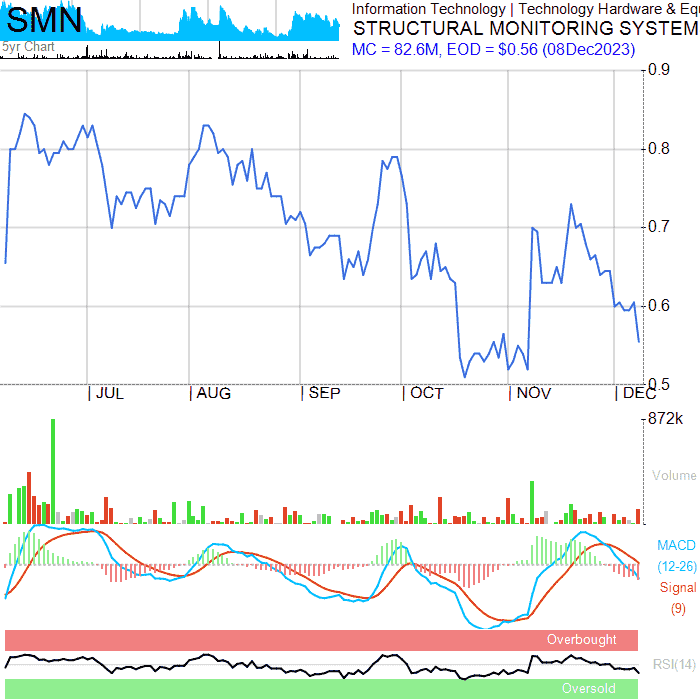 SMN
5yr Chart
Information Technology | Technology Hardware & Equ
STRUCTURAL MONITORING SYSTEM
MC = 82.6M, EOD = $0.56 (08Dec2023)
0.9
0.8
0.7
0.6
0.5
JUL
AUG
SEP
OCT
NOV
DEC
872k
Volume
MACD
(12-26)
Signal
(9)
Overbought
RSI(14)
Oversold